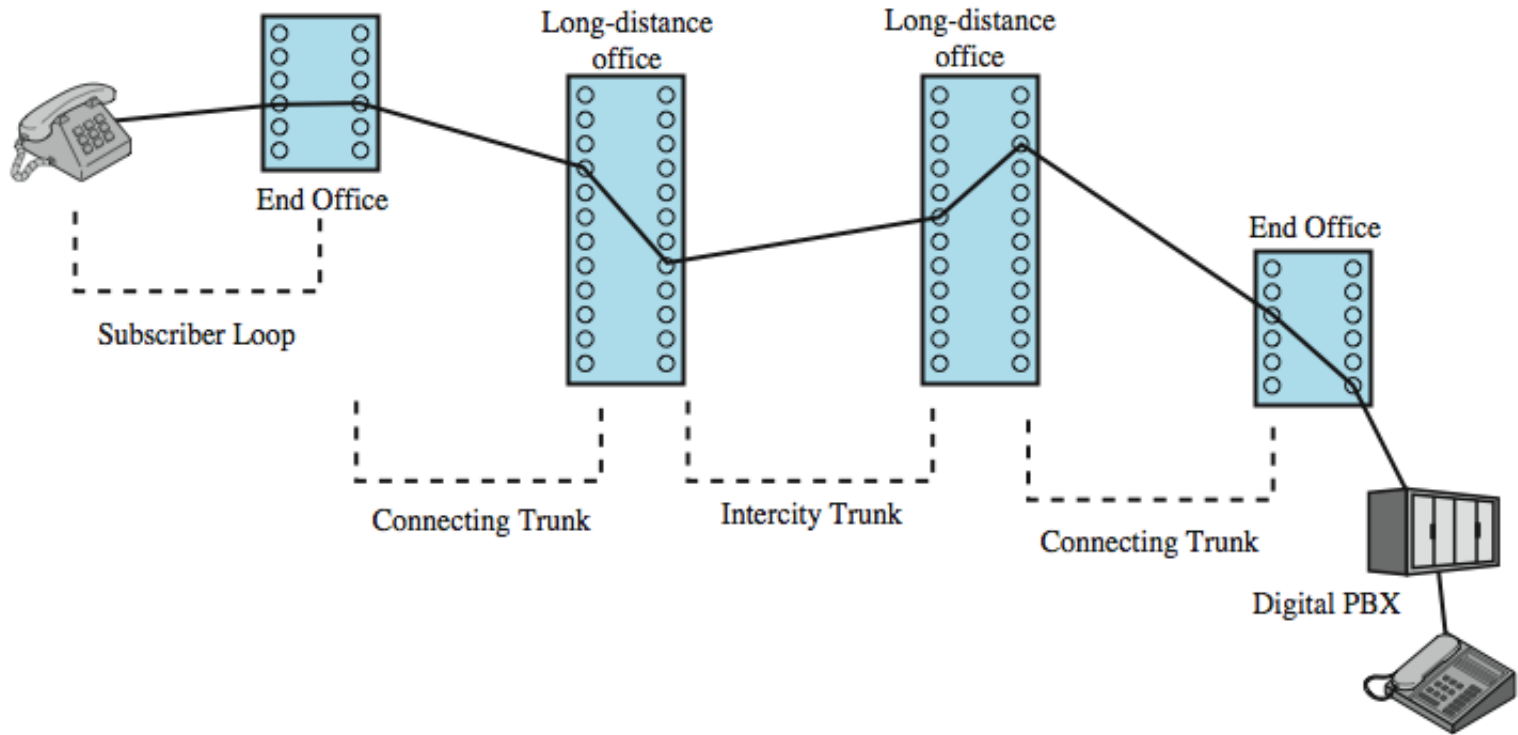 Long-distance
office
Long-distance
office
End Office
End Office
Subscriber Loop
Connecting Trunk
Intercity Trunk
Connecting Trunk
Digital PBX